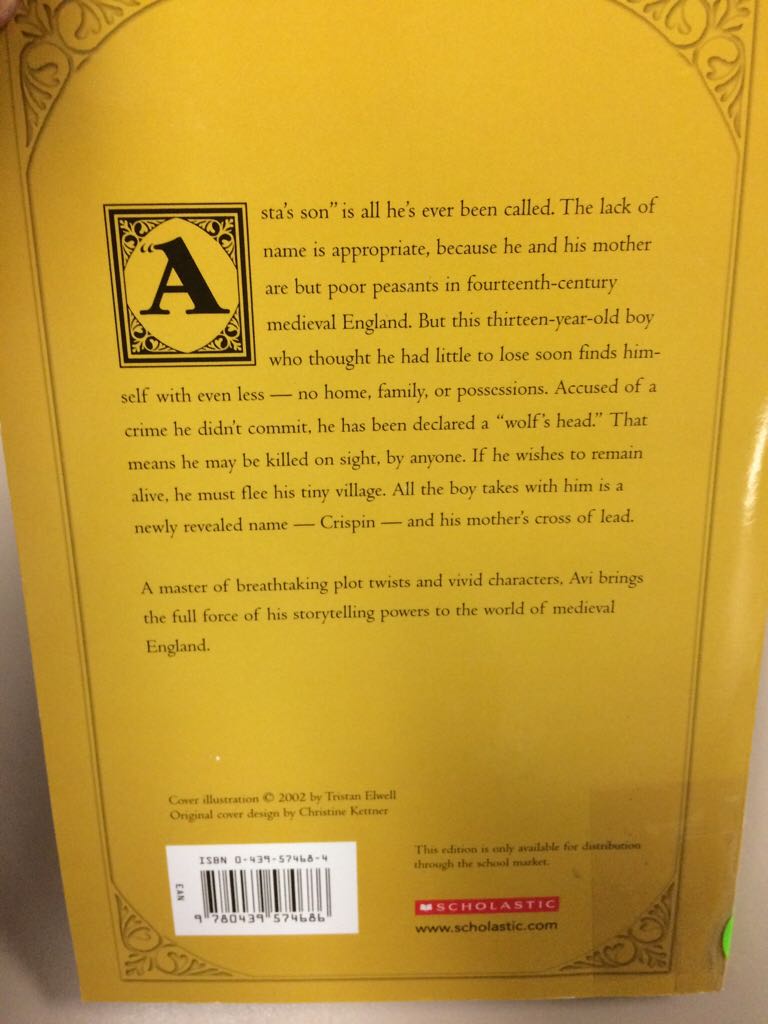 “A
sta’s son” is all he’s ever been called. The lack of
name is appropriate, because he and his mother
are but poor peasants in fourteenth-century
medieval England. But this thirteen-year-old boy
who thought he had little to lose soon finds him-
self with even less — no home, family, or possessions. Accused of a
crime he didn’t commit, he has been declared a “wolf’s head.” That
means he may be killed on sight, by anyone. If he wishes to remain
alive, he must flee his tiny village. All the boy takes with him is a
newly revealed name — Crispin — and his mother’s cross of lead.
A master of breathtaking plot twists and vivid characters, Avi brings
the full force of his storytelling powers to the world of medieval
England.
Cover illustration © 2002 by Tristan Elwell
Original cover design by Christine Kettner
ISBN 0-439-57468-4
EAN
9 780439 574686
This edition is only available for distribution
through the school market.
SCHOLASTIC
www.scholastic.com